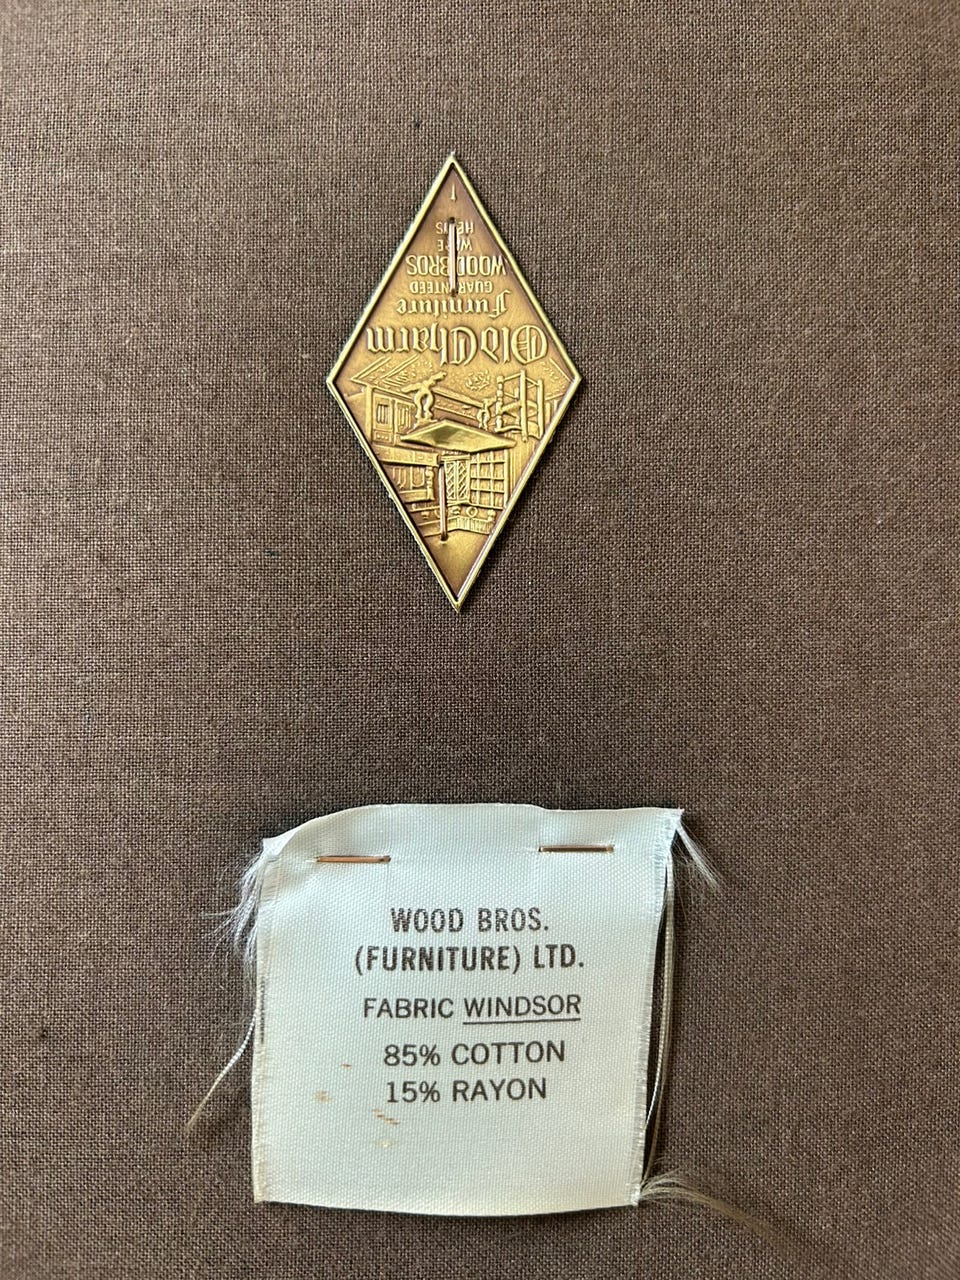 Old Charm
Furniture
GUARANTEED
WOOD BROS
WARE
HERTS
WOOD BROS.
(FURNITURE) LTD.
FABRIC WINDSOR
85% COTTON
15% RAYON